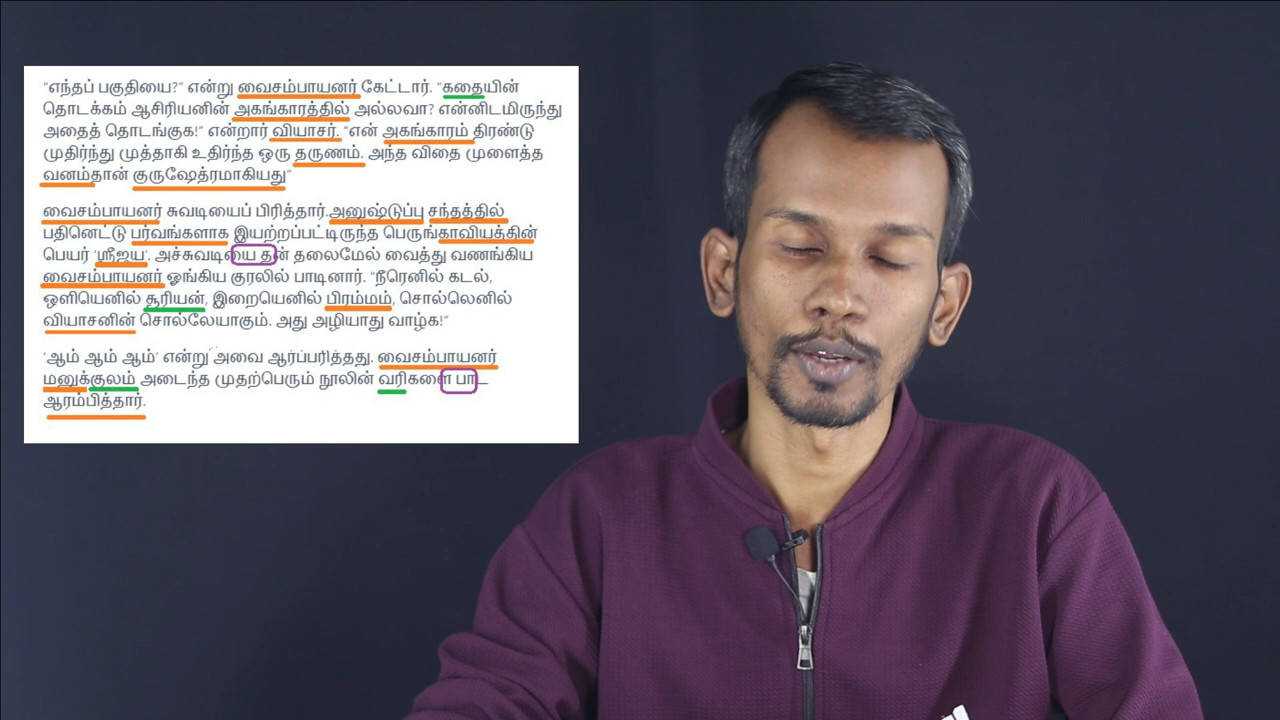 “எந்தப் பகுதியை?” என்று வைசம்பாயனர் கேட்டார். “கதையின்
தொடக்கம் ஆசிரியனின் அகங்காரத்தில் அல்லவா? என்னிடமிருந்து
அதைத் தொடங்குக!” என்றார் வியாசர். “என் அகங்காரம் திரண்டு
முதிர்ந்து முத்தாகி உதிர்ந்த ஒரு தருணம். அந்த விதை முளைத்த
வனம்தான் குருஷேத்ரமாகியது”
வைசம்பாயனர் சுவடியைப் பிரித்தார்.அனுஷ்டுப்பு சந்தத்தில்
பதினெட்டு பர்வங்களாக இயற்றப்பட்டிருந்த பெருங்காவியத்தின்
பெயர் ‘ஸ்ரீஜய’. அச்சுவடியை தன் தலைமேல் வைத்து வணங்கிய
வைசம்பாயனர் ஓங்கிய குரலில் பாடினார். “நீரெனில் கடல்,
ஒளியெனில் சூரியன், இறையெனில் பிரம்மம், சொல்லெனில்
வியாசனின் சொல்லேயாகும். அது அழியாது வாழ்க!”
‘ஆம் ஆம் ஆம்’ என்று அவை ஆர்ப்பரித்தது. வைசம்பாயனர்
மனுக்குலம் அடைந்த முதற்பெரும் நூலின் வரிகளை பாட
ஆரம்பித்தார்.